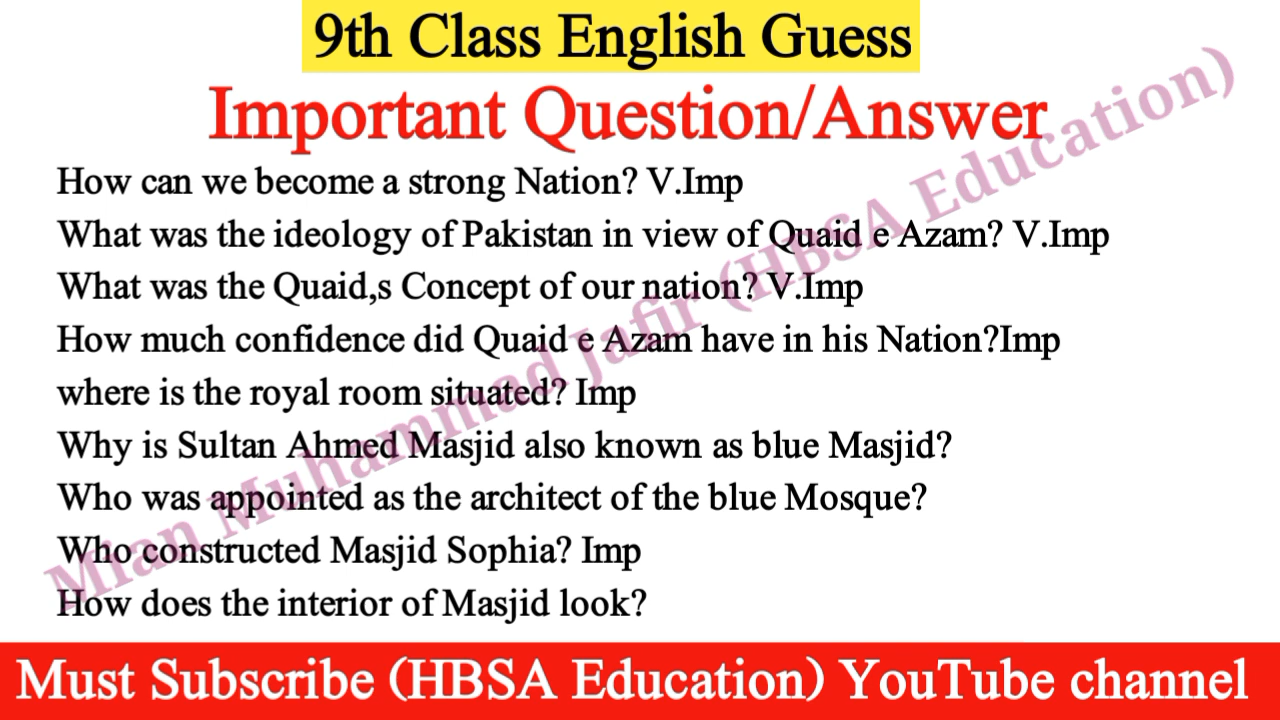 9th Class English Guess
Important Question/Answer
How can we become a strong Nation? V.Imp
What was the ideology of Pakistan in view of Quaid e Azam? V.Imp
What was the Quaid,s Concept of our nation? V.Imp
How much confidence did Quaid e Azam have in his Nation?Imp
where is the royal room situated? Imp
Why is Sultan Ahmed Masjid also known as blue Masjid?
Who was appointed as the architect of the blue Mosque?
Who constructed Masjid Sophia? Imp
How does the interior of Masjid look?
Mian Muhammad Jafir (HBSA Education)
Must Subscribe (HBSA Education) YouTube channel